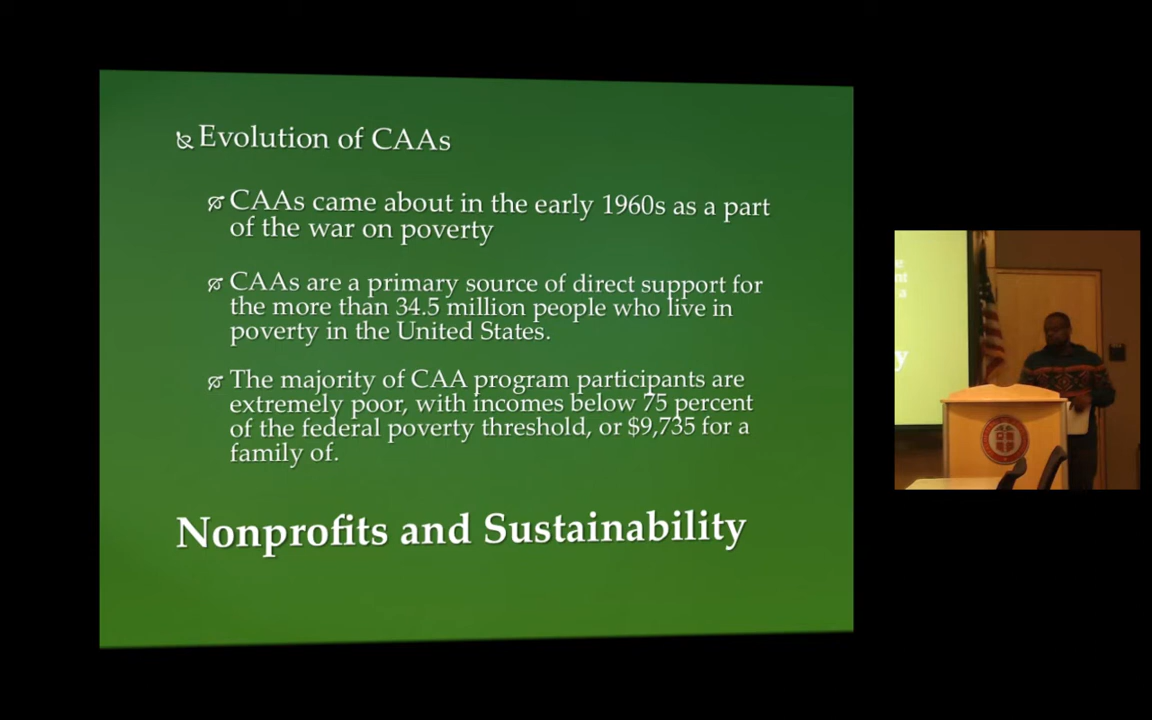 Evolution of CAAs
CAAs came about in the early 1960s as a part
of the war on poverty
CAAs are a primary source of direct support for
the more than 34.5 million people who live in
poverty in the United States.
The majority of CAA program participants are
extremely poor, with incomes below 75 percent
of the federal poverty threshold, or $9,735 for a
family of.
Nonprofits and Sustainability
e
nt
a
y